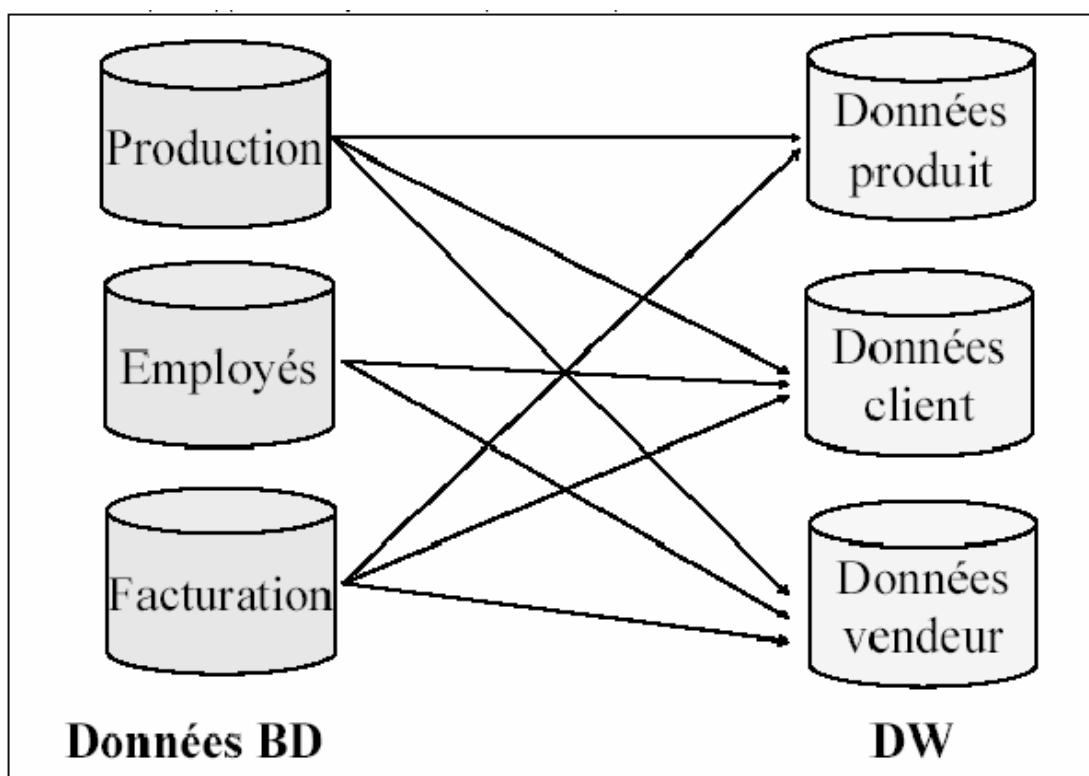 Production
Données
produit
Employés
Données
client
Facturation
Données
vendeur
Données BD
DW